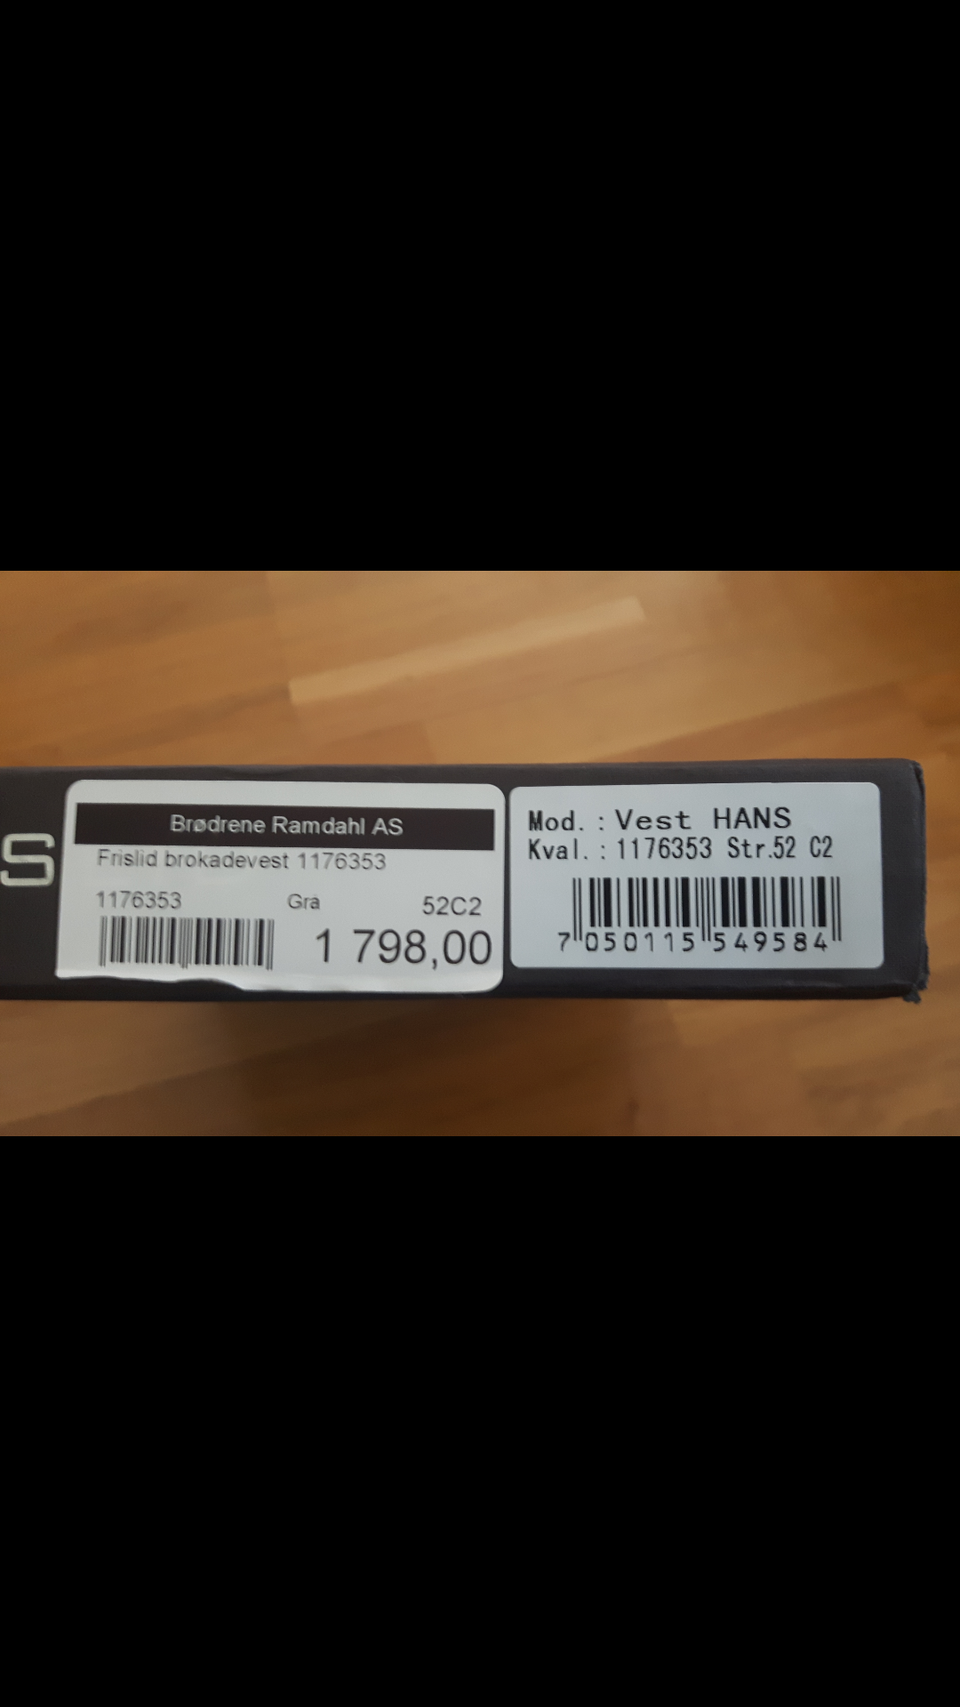 S
Brødrene Ramdahl AS
Frislid brokadevest 1176353
1176353 Grå 52C2
1 798,00
Mod. : Vest HANS
Kval. : 1176353 Str.52 C2
7 050115 549584